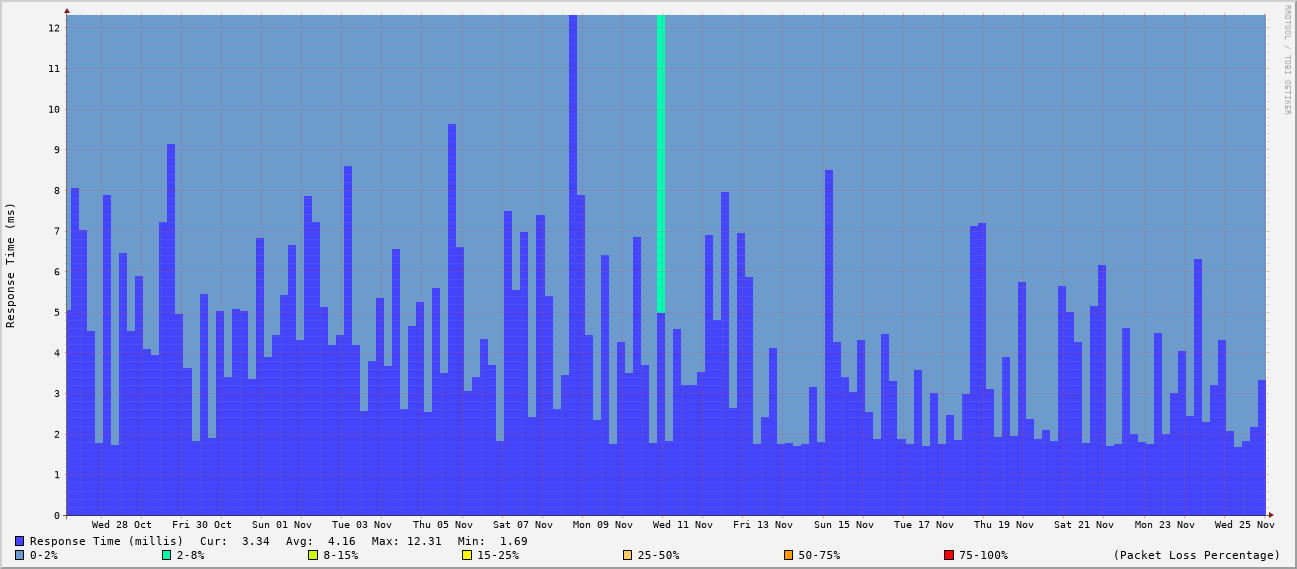 RRDTOOL / TOBI OETIKER
Response Time (ms)
12
11
10
9
8
7
6
5
4
3
2
1
0
Wed 28 Oct Fri 30 Oct Sun 01 Nov Tue 03 Nov Thu 05 Nov Sat 07 Nov Mon 09 Nov Wed 11 Nov Fri 13 Nov Sun 15 Nov Tue 17 Nov Thu 19 Nov Sat 21 Nov Mon 23 Nov Wed 25 Nov
Response Time (millis) Cur: 3.34 Avg: 4.16 Max: 12.31 Min: 1.69
0-2% 2-8% 8-15% 15-25% 25-50% 50-75% 75-100% (Packet Loss Percentage)